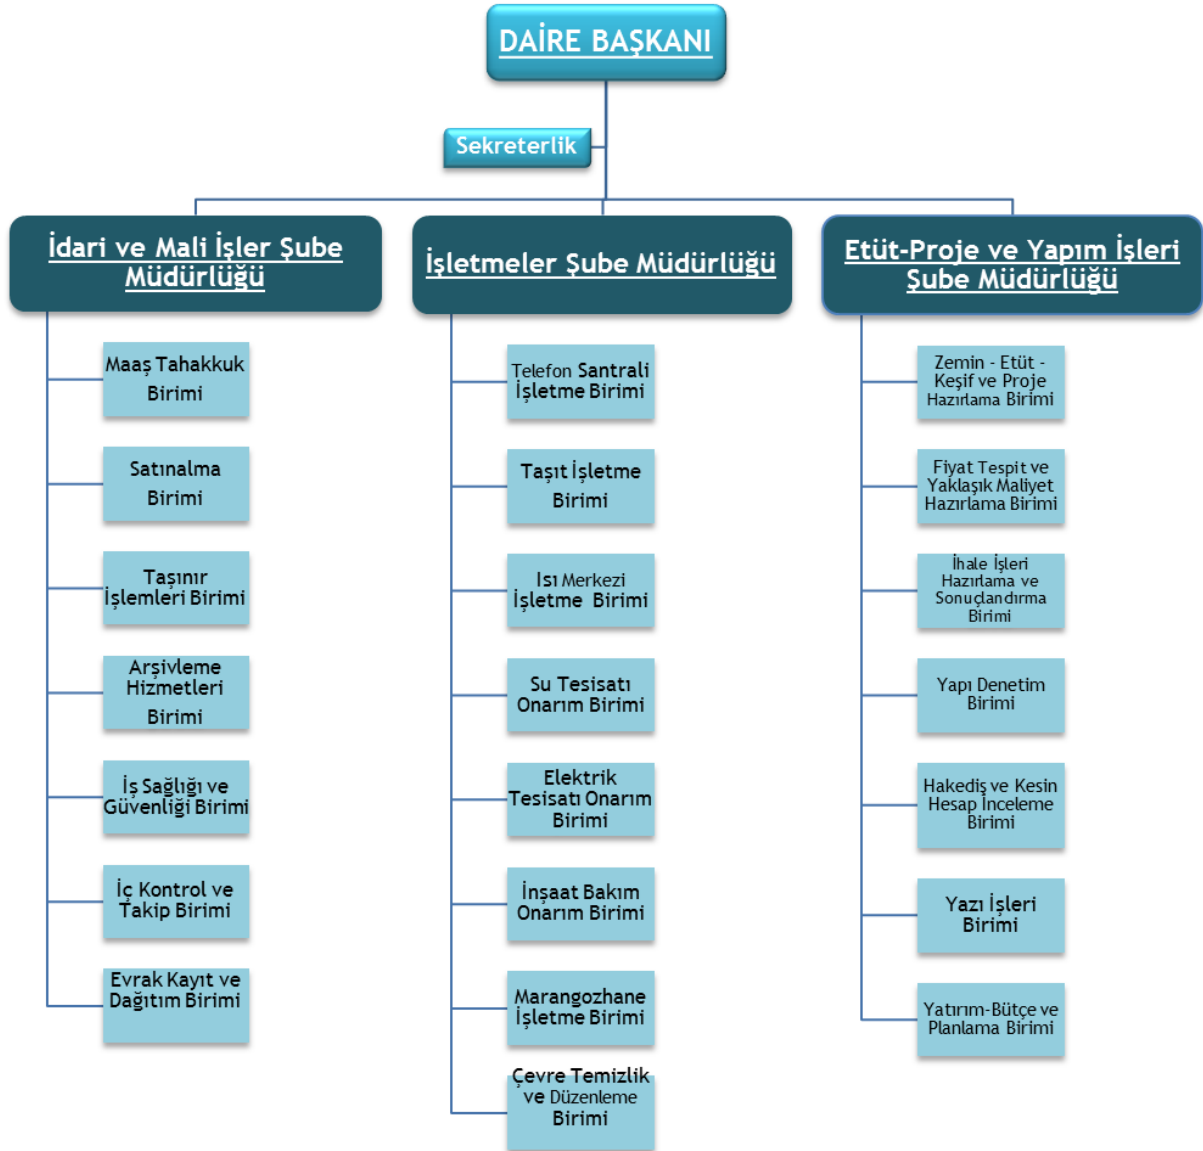 DAİRE BAŞKANI
Sekreterlik
İdari ve Mali İşler Şube
Müdürlüğü
Maaş Tahakkuk
Birimi
Satınalma
Birimi
Taşınır
İşlemleri Birimi
Arşivleme
Hizmetleri
Birimi
İş Sağlığı ve
Güvenliği Birimi
İç Kontrol ve
Takip Birimi
Evrak Kayıt ve
Dağıtım Birimi
İşletmeler Şube Müdürlüğü
Telefon Santrali
İşletme Birimi
Taşıt İşletme
Birimi
Isı Merkezi
İşletme Birimi
Su Tesisatı
Onarım Birimi
Elektrik
Tesisatı Onarım
Birimi
İnşaat Bakım
Onarım Birimi
Marangozhane
İşletme Birimi
Çevre Temizlik
ve Düzenleme
Birimi
Etüt-Proje ve Yapım İşleri
Şube Müdürlüğü
Zemin - Etüt -
Keşif ve Proje
Hazırlama Birimi
Fiyat Tespit ve
Yaklaşık Maliyet
Hazırlama Birimi
İhale İşleri
Hazırlama ve
Sonuçlandırma
Birimi
Yapı Denetim
Birimi
Hakediş ve Kesin
Hesap İnceleme
Birimi
Yazı İşleri
Birimi
Yatırım-Bütçe ve
Planlama Birimi